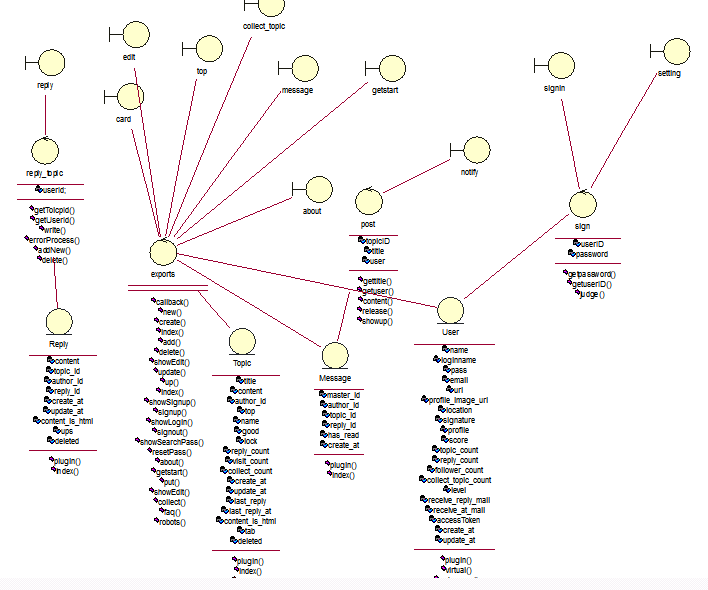 collect_topic
edit
top
reply
card
message
getstart
signin
setting
reply_topic
userid;
getTolcpid()
getUserId()
write()
errorProcess()
addNew()
delete()
notify
about
post
topicID
title
user
gettitle()
getuser()
content()
release()
showup()
sign
userID
password
getpassword()
getuserID()
judge()
exports
callback()
new()
create()
index()
add()
delete()
showEdit()
update()
up()
index()
showSignup()
signup()
showLogin()
signout()
showSearchPass()
resetPass()
about()
getstart()
put()
showEdit()
collect()
faq()
robots()
Reply
content
topic_id
author_id
reply_id
create_at
update_at
content_is_html
ups
deleted
plugin()
index()
Topic
title
content
author_id
top
name
good
lock
reply_count
visit_count
collect_count
create_at
update_at
last_reply
last_reply_at
content_is_html
tab
deleted
plugin()
index()
Message
master_id
author_id
topic_id
reply_id
has_read
create_at
plugin()
index()
User
name
loginname
pass
email
url
profile_image_url
location
signature
profile
score
topic_count
reply_count
follower_count
collect_topic_count
level
receive_reply_mail
receive_at_mail
accessToken
create_at
update_at
plugin()
virtual()